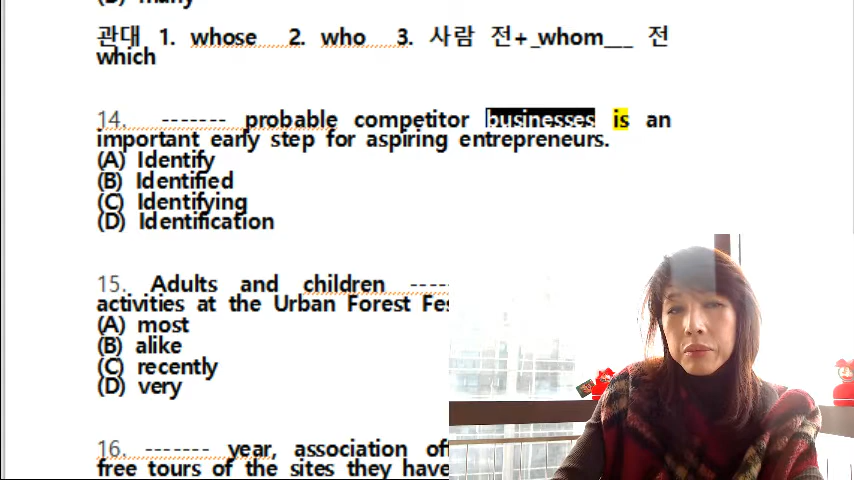 관대 1. whose 2. who 3. 사람 전+_whom___ 전
which
14. ------- probable competitor businesses is an
important early step for aspiring entrepreneurs.
(A) Identify
(B) Identified
(C) Identifying
(D) Identification
15. Adults and children ----
activities at the Urban Forest Fes
(A) most
(B) alike
(C) recently
(D) very
16. ------- year, association of
free tours of the sites they have